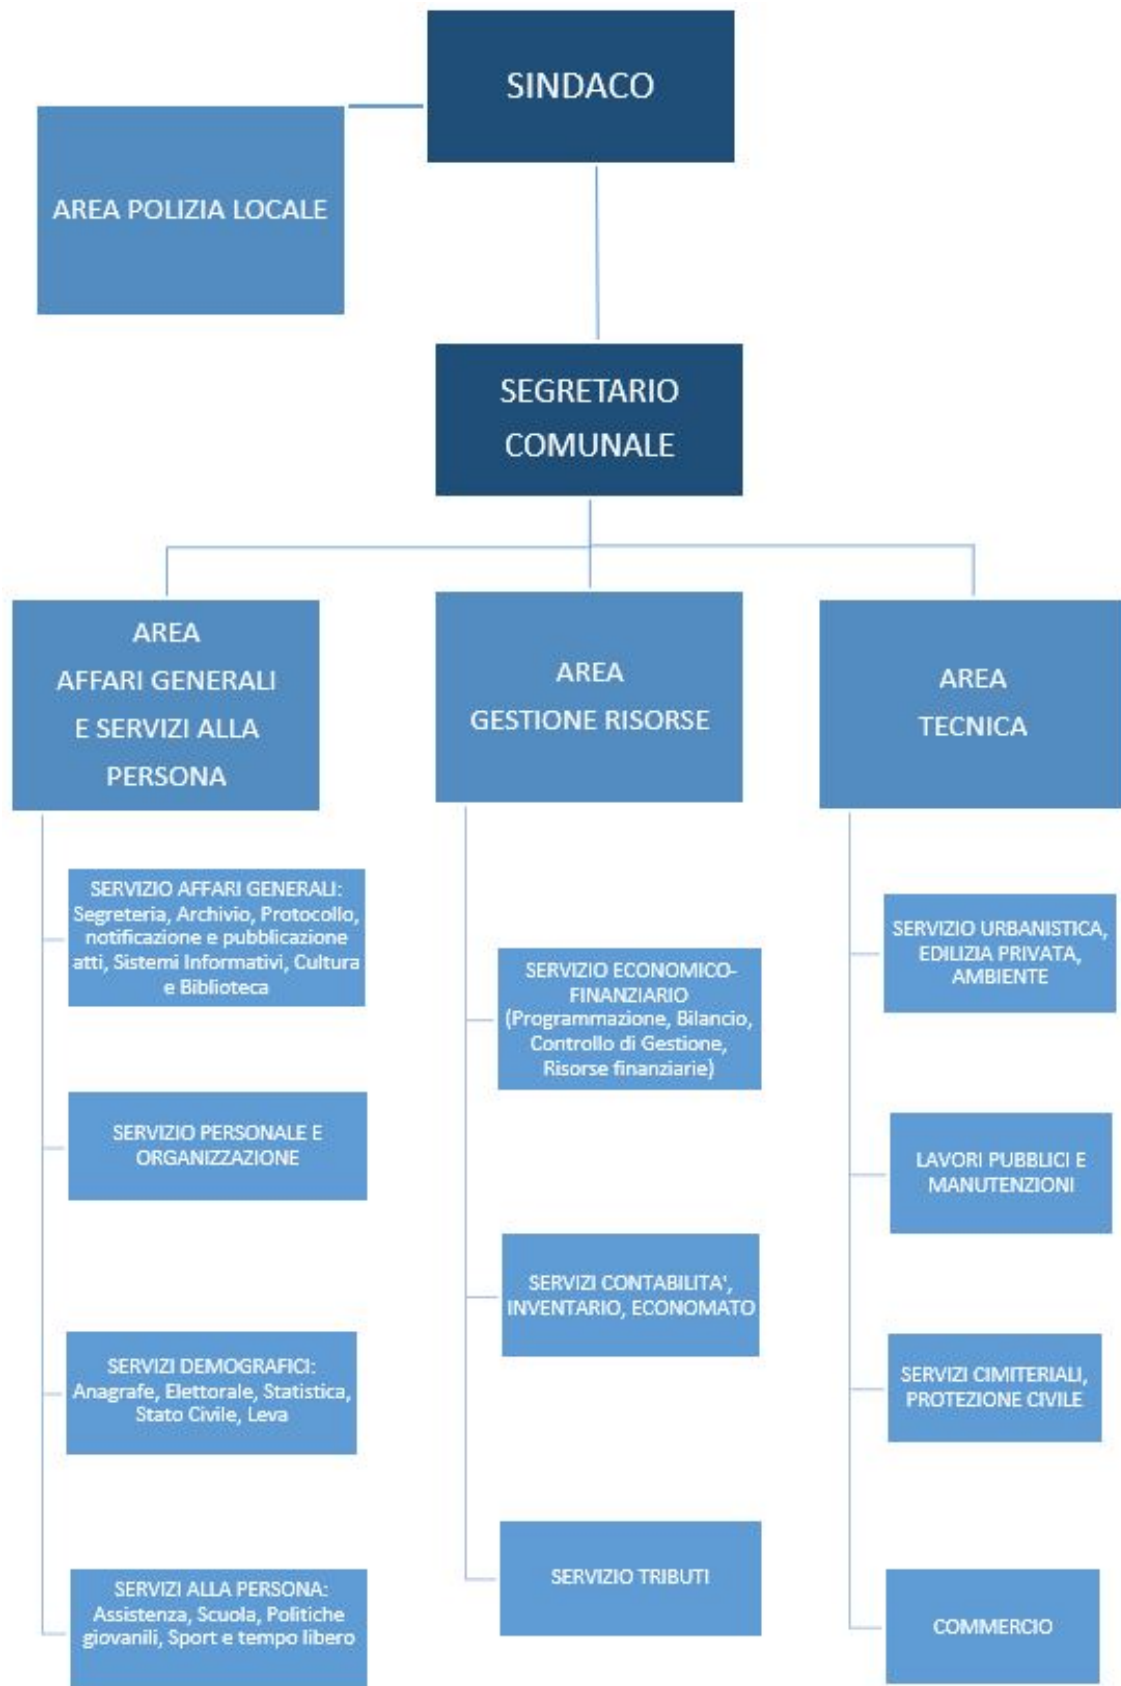 SINDACO
AREA POLIZIA LOCALE
SEGRETARIO
COMUNALE
AREA
AFFARI GENERALI
E SERVIZI ALLA
PERSONA
SERVIZIO AFFARI GENERALI:
Segreteria, Archivio, Protocollo,
notificazione e pubblicazione
atti, Sistemi Informativi, Cultura
e Biblioteca
SERVIZIO PERSONALE E
ORGANIZZAZIONE
SERVIZI DEMOGRAFICI:
Anagrafe, Elettorale, Statistica,
Stato Civile, Leva
SERVIZI ALLA PERSONA:
Assistenza, Scuola, Politiche
giovanili, Sport e tempo libero
AREA
GESTIONE RISORSE
SERVIZIO ECONOMICO-
FINANZIARIO
(Programmazione, Bilancio,
Controllo di Gestione,
Risorse finanziarie)
SERVIZI CONTABILITA',
INVENTARIO, ECONOMATO
SERVIZIO TRIBUTI
AREA
TECNICA
SERVIZIO URBANISTICA,
EDILIZIA PRIVATA,
AMBIENTE
LAVORI PUBBLICI E
MANUTENZIONI
SERVIZI CIMITERIALI,
PROTEZIONE CIVILE
COMMERCIO